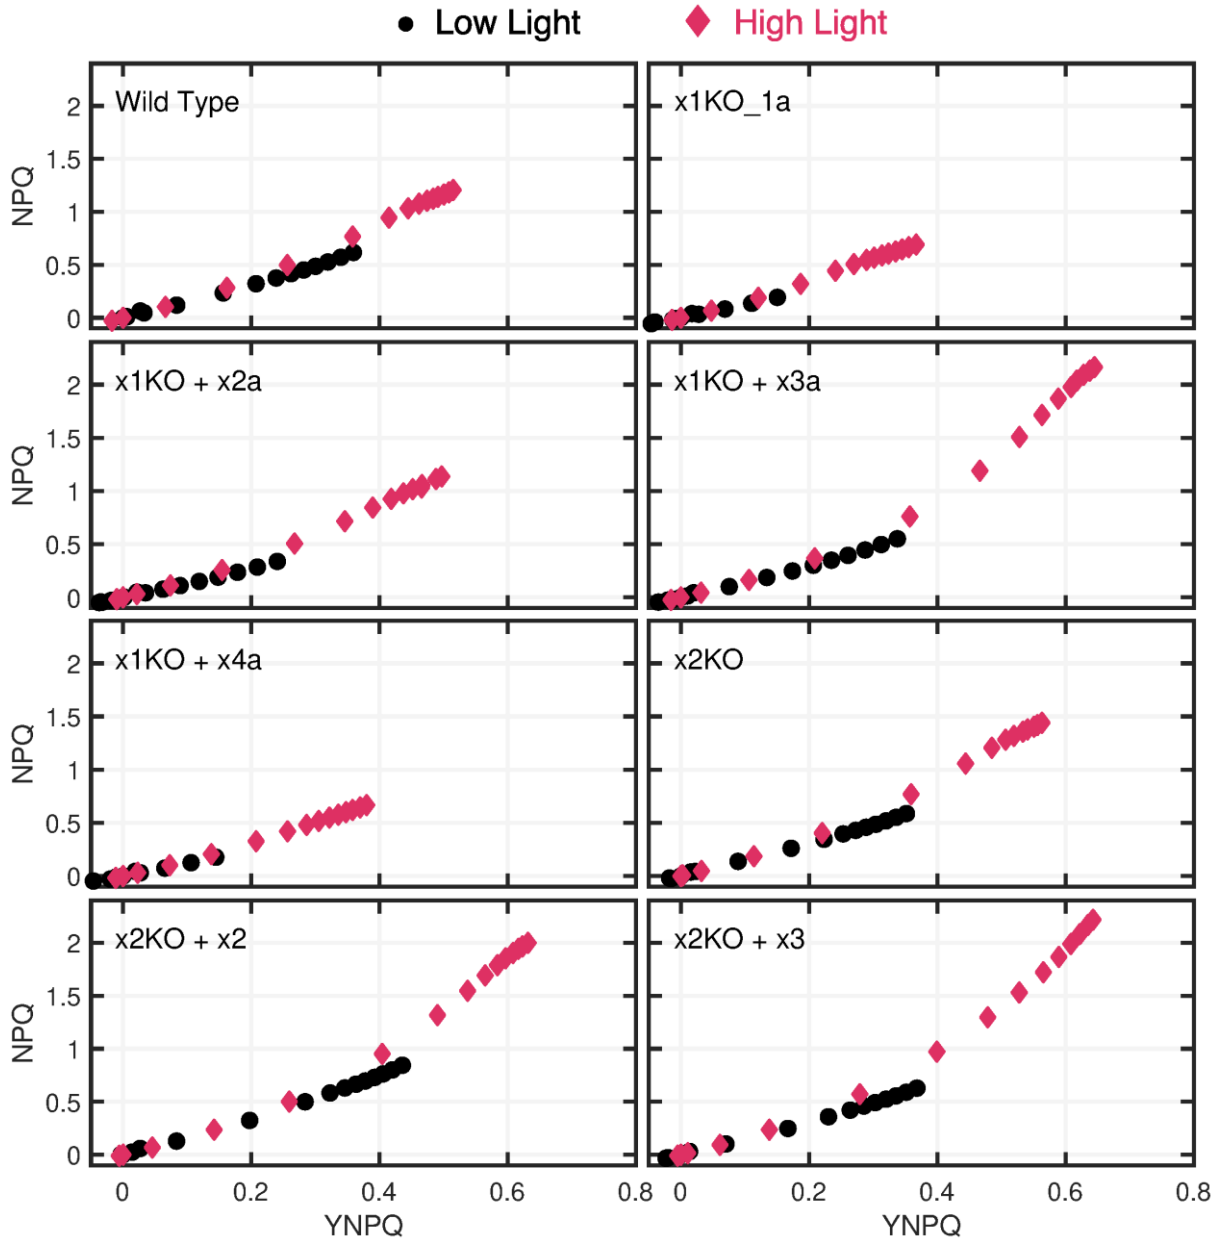 Low Light High Light
Wild Type
x1KO_1a
NPQ
2
1.5
1
0.5
0
x1KO + x2a
x1KO + x3a
NPQ
2
1.5
1
0.5
0
x1KO + x4a
x2KO
NPQ
2
1.5
1
0.5
0
x2KO + x2
x2KO + x3
NPQ
2
1.5
1
0.5
0
0 0.2 0.4 0.6 0.8
0 0.2 0.4 0.6 0.8
YNPQ
YNPQ